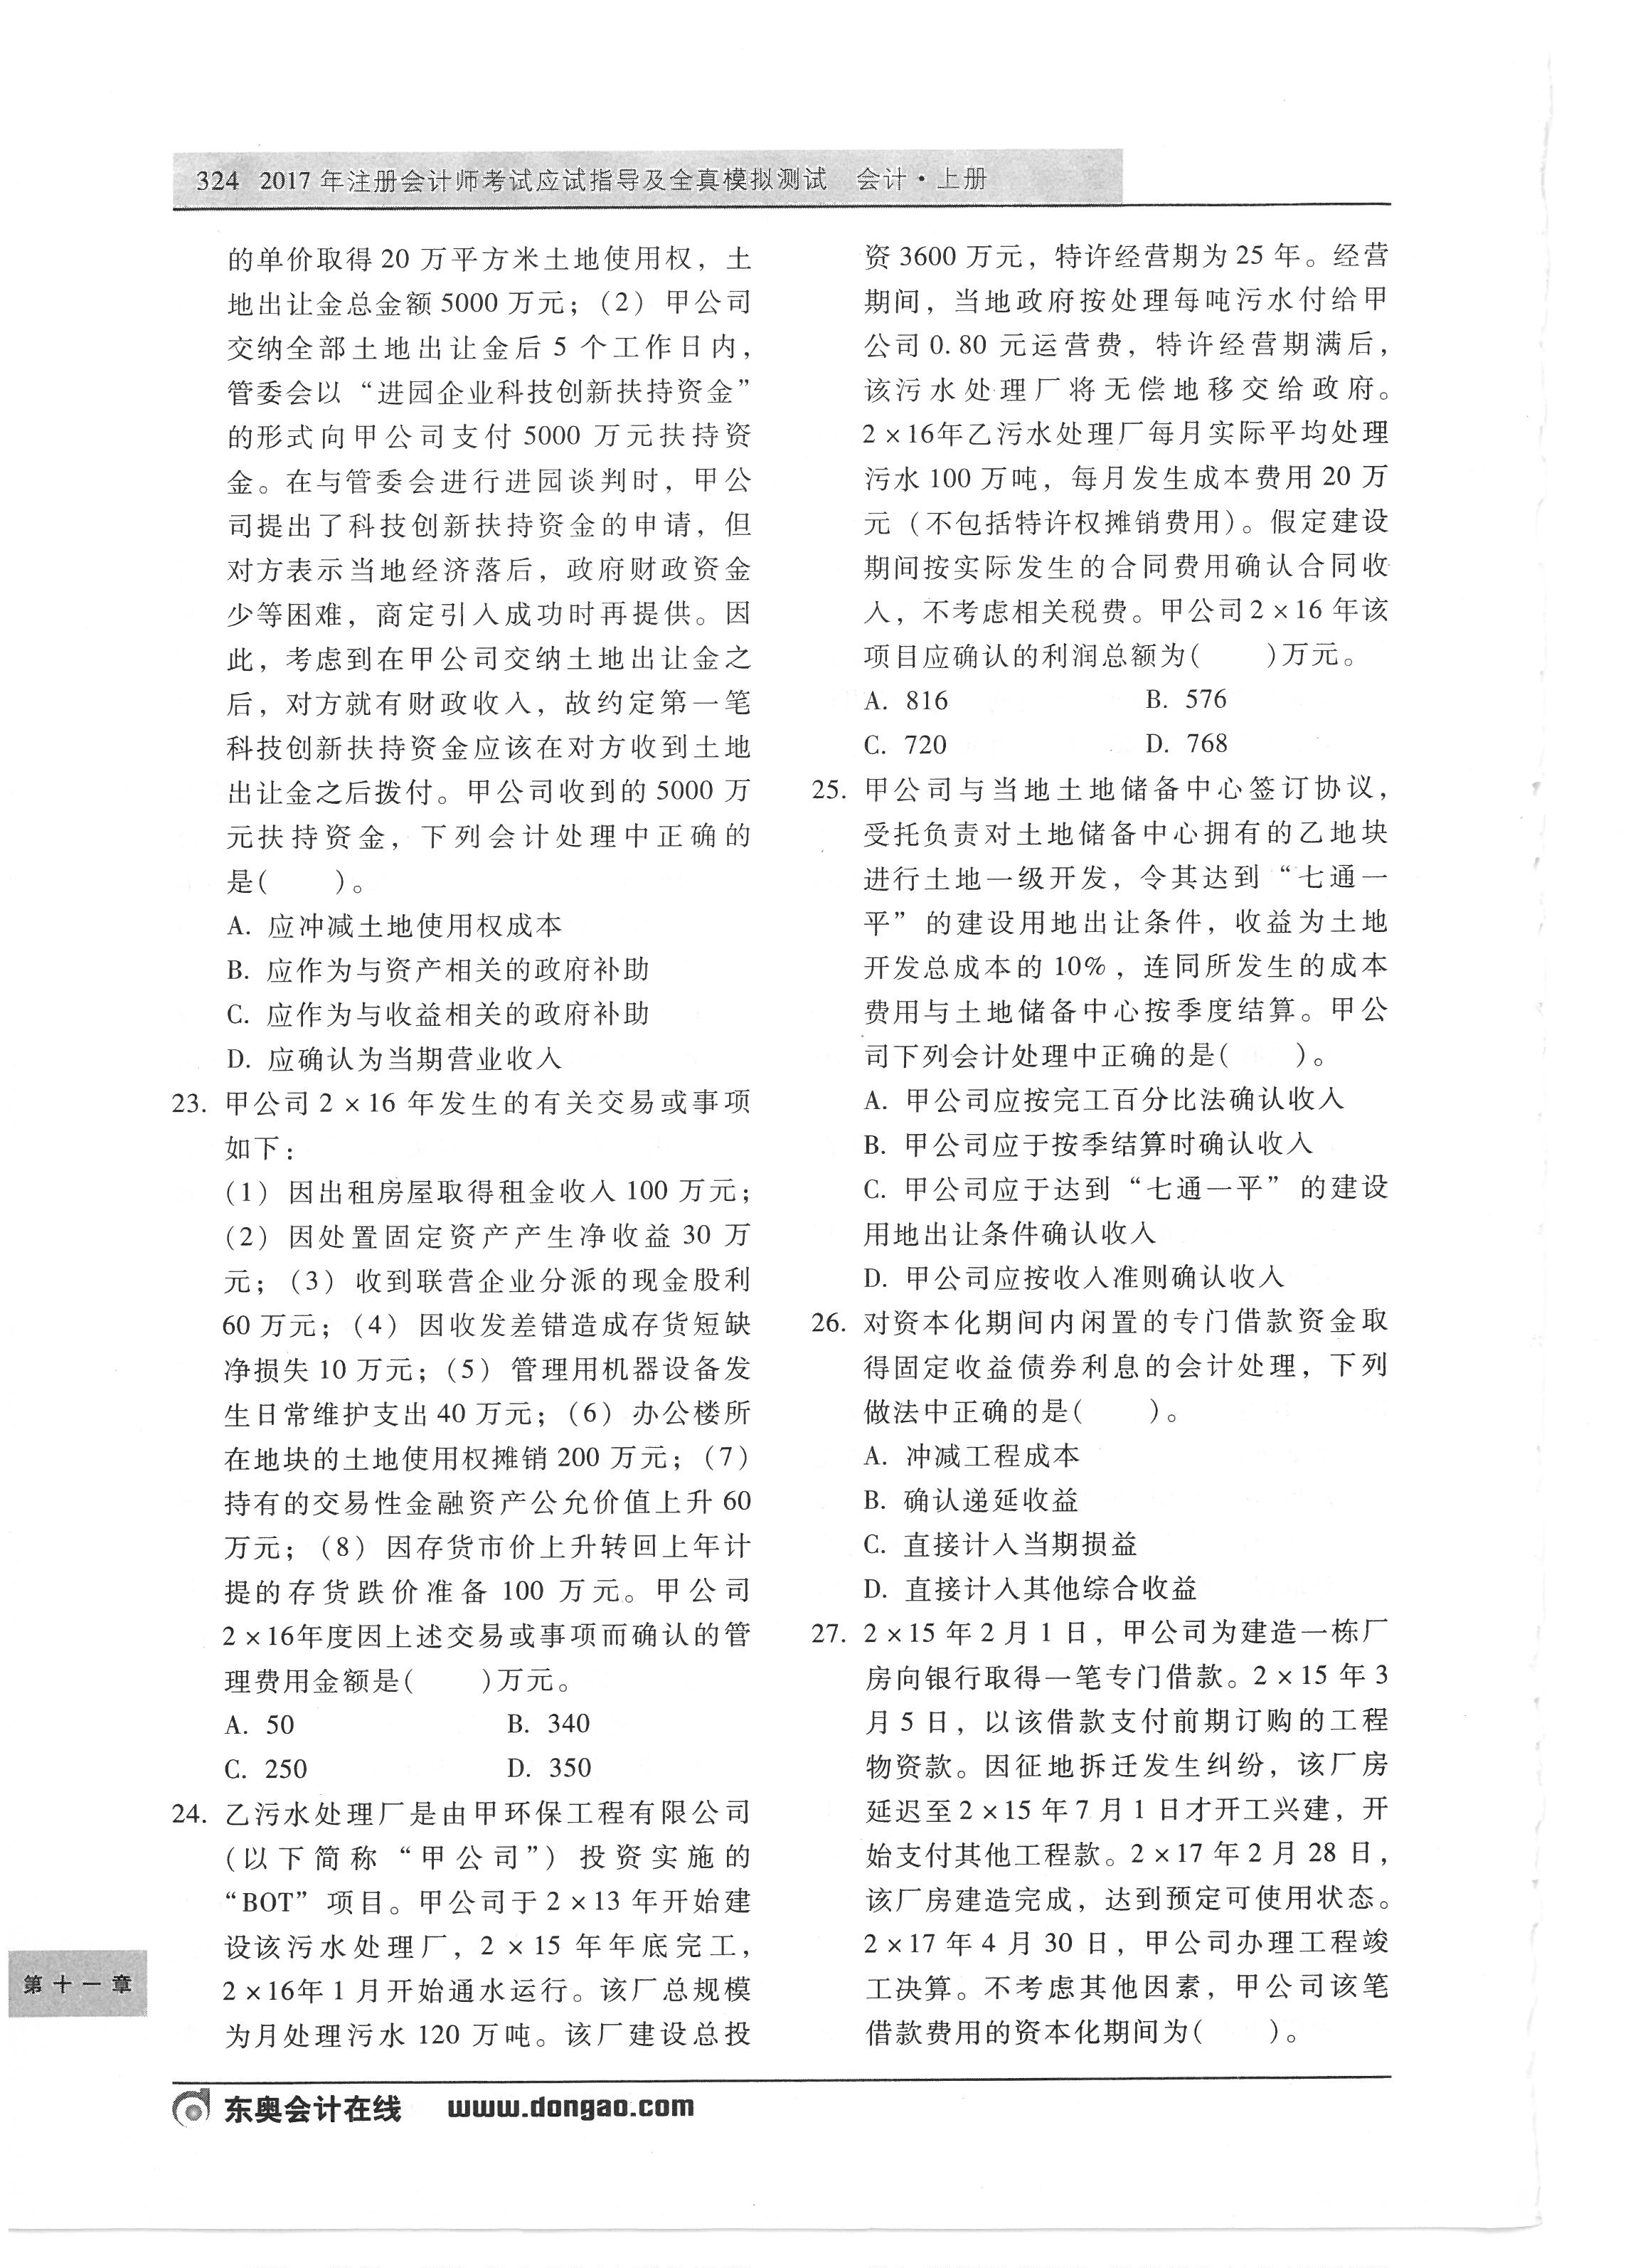 324 2017年注册会计师考试应试指导及全真模拟测试 会计·上册
的单价取得20万平方米土地使用权，土
地出让金总金额5000万元；（2）甲公司
交纳全部土地出让金后5个工作日内，
管委会以“进园企业科技创新扶持资金”
的形式向甲公司支付5000万元扶持资
金。在与管委会进行进园谈判时，甲公
司提出了科技创新扶持资金的申请，但
对方表示当地经济落后，政府财政资金
少等困难，商定引入成功时再提供。因
此，考虑到在甲公司交纳土地出让金之
后，对方就有财政收入，故约定第一笔
科技创新扶持资金应该在对方收到土地
出让金之后拨付。甲公司收到的5000万
元扶持资金，下列会计处理中正确的
是(  )。
A. 应冲减土地使用权成本
B. 应作为与资产相关的政府补助
C. 应作为与收益相关的政府补助
D. 应确认为当期营业收入
23. 甲公司2×16年发生的有关交易或事项
如下：
（1）因出租房屋取得租金收入100万元；
（2）因处置固定资产产生净收益30万
元；（3）收到联营企业分派的现金股利
60万元；（4）因收发差错造成存货短缺
净损失10万元；（5）管理用机器设备发
生日常维护支出40万元；（6）办公楼所
在地块的土地使用权摊销200万元；（7）
持有的交易性金融资产公允价值上升60
万元；（8）因存货市价上升转回上年计
提的存货跌价准备100万元。甲公司
2×16年度因上述交易或事项而确认的管
理费用金额是(  )万元。
A. 50 B. 340
C. 250 D. 350
24. 乙污水处理厂是由甲环保工程有限公司
（以下简称“甲公司”）投资实施的
“BOT”项目。甲公司于2×13年开始建
设该污水处理厂，2×15年年底完工，
2×16年1月开始通水运行。该厂总规模
为月处理污水120万吨。该厂建设总投
资3600万元，特许经营期为25年。经营
期间，当地政府按处理每吨污水付给甲
公司0.80元运营费，特许经营期满后，
该污水处理厂将无偿地移交给政府。
2×16年乙污水处理厂每月实际平均处理
污水100万吨，每月发生成本费用20万
元（不包括特许权摊销费用）。假定建设
期间按实际发生的合同费用确认合同收
入，不考虑相关税费。甲公司2×16年该
项目应确认的利润总额为(  )万元。
A. 816 B. 576
C. 720 D. 768
25. 甲公司与当地土地储备中心签订协议，
受托负责对土地储备中心拥有的乙地块
进行土地一级开发，令其达到“七通一
平”的建设用地出让条件，收益为土地
开发总成本的10%，连同所发生的成本
费用与土地储备中心按季度结算。甲公
司下列会计处理中正确的是(  )。
A. 甲公司应按完工百分比法确认收入
B. 甲公司应于按季结算时确认收入
C. 甲公司应于达到“七通一平”的建设
用地出让条件确认收入
D. 甲公司应按收入准则确认收入
26. 对资本化期间内闲置的专门借款资金取
得固定收益债券利息的会计处理，下列
做法中正确的是(  )。
A. 冲减工程成本
B. 确认递延收益
C. 直接计入当期损益
D. 直接计入其他综合收益
27. 2×15年2月1日，甲公司为建造一栋厂
房向银行取得一笔专门借款。2×15年3
月5日，以该借款支付前期订购的工程
物资款。因征地拆迁发生纠纷，该厂房
延迟至2×15年7月1日才开工兴建，开
始支付其他工程款。2×17年2月28日，
该厂房建造完成，达到预定可使用状态。
2×17年4月30日，甲公司办理工程竣
工决算。不考虑其他因素，甲公司该笔
借款费用的资本化期间为(  )。
第十一章
东奥会计在线 www.dongao.com